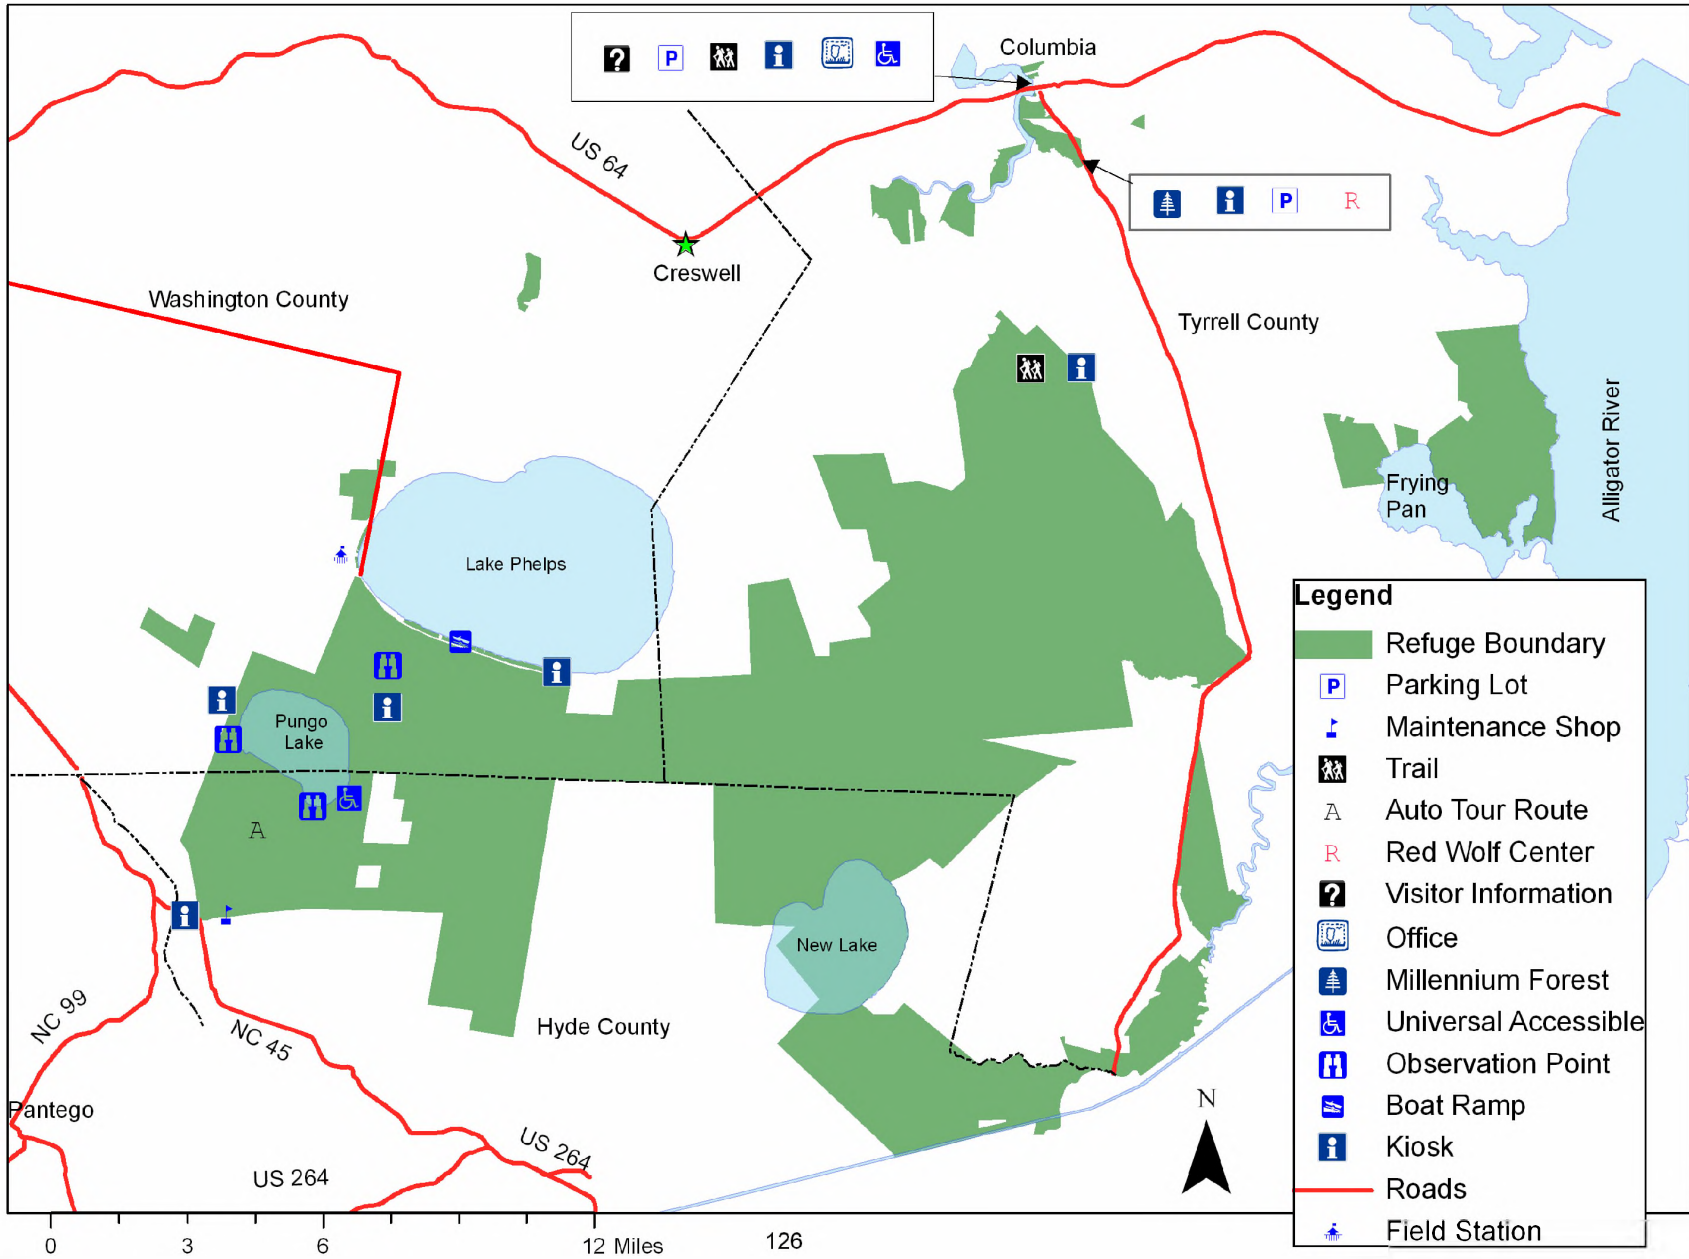 ? P i
Columbia
US 64
i P R
Creswell
Washington County
Tyrrell County
i
Alligator River
Frying
Pan
Lake Phelps
i
i
i
Pungo
Lake
A
i
New Lake
Hyde County
NC 99
NC 45
Pantego
US 264
US 264
N
Legend
Refuge Boundary
P Parking Lot
Maintenance Shop
Trail
A Auto Tour Route
R Red Wolf Center
? Visitor Information
Office
Millennium Forest
Universal Accessible
Observation Point
Boat Ramp
i Kiosk
Roads
Field Station
0 3 6 12 Miles
126